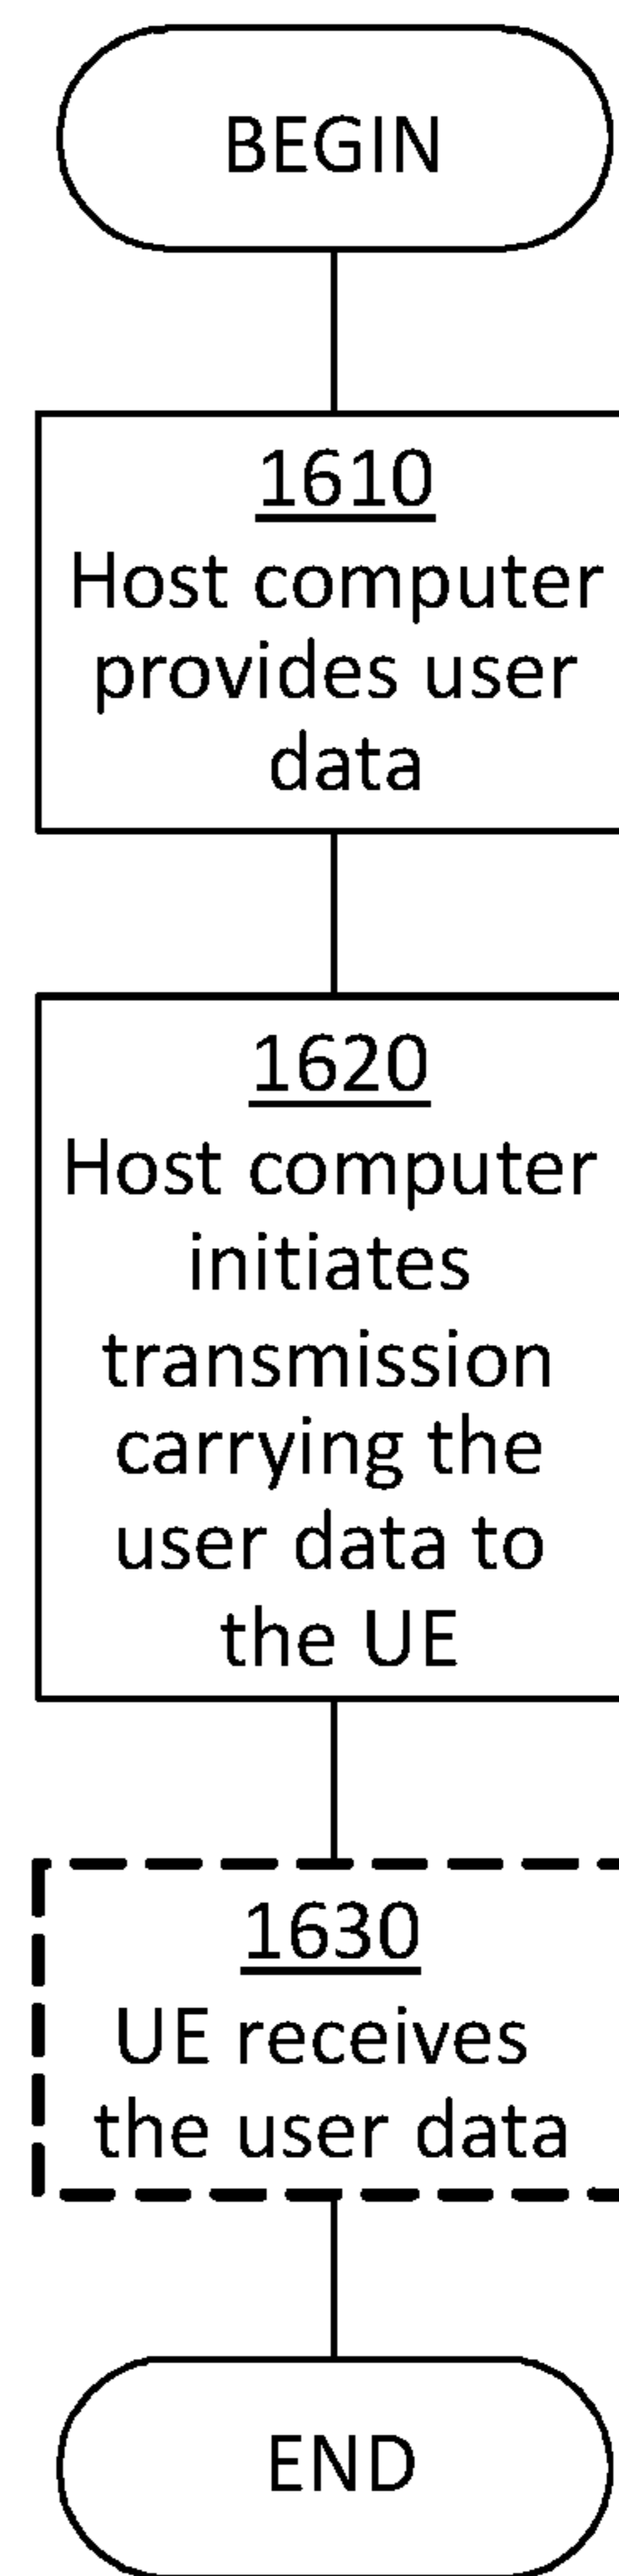 BEGIN
1610
Host computer
provides user
data
1620
Host computer
initiates
transmission
carrying the
user data to
the UE
1630
UE receives
the user data
END